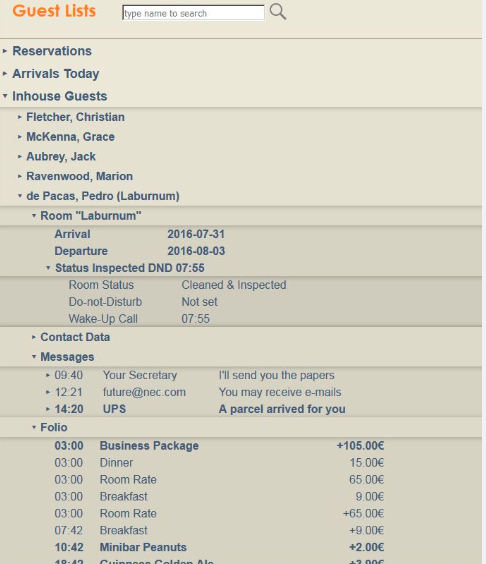 Guest Lists type name to search
Reservations
Arrivals Today
Inhouse Guests
Fletcher, Christian
McKenna, Grace
Aubrey, Jack
Ravenwood, Marion
de Pacas, Pedro (Laburnum)
Room "Laburnum"
Arrival 2016-07-31
Departure 2016-08-03
Status Inspected DND 07:55
Room Status Cleaned & Inspected
Do-not-Disturb Not set
Wake-Up Call 07:55
Contact Data
Messages
09:40 Your Secretary I'll send you the papers
12:21 future@nec.com You may receive e-mails
14:20 UPS A parcel arrived for you
Folio
03:00 Business Package +105.00€
03:00 Dinner 15.00€
03:00 Room Rate 65.00€
03:00 Breakfast 9.00€
03:00 Room Rate +65.00€
07:42 Breakfast +9.00€
10:42 Minibar Peanuts +2.00€
18:42 Guinness Golden Ale +3.90€